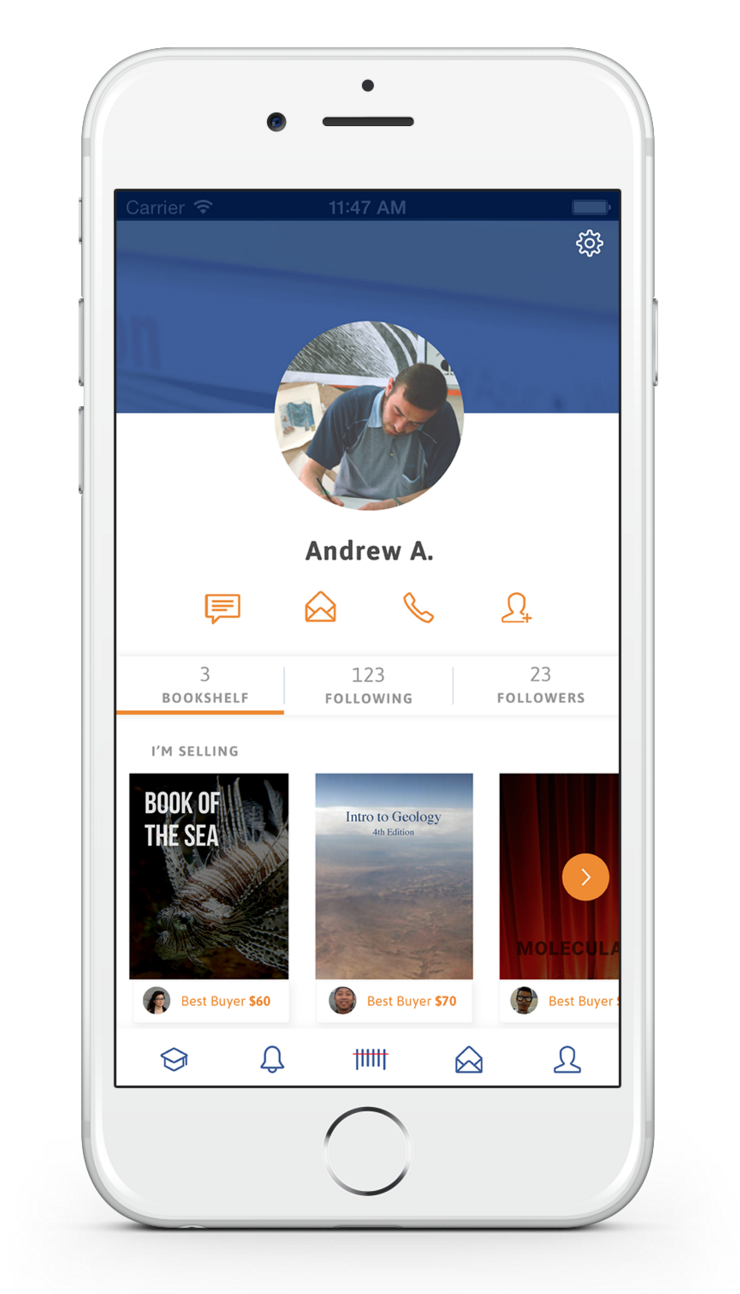 Carrier
11:47 AM
on
Andrew A.
3
BOOKSHELF
123
FOLLOWING
23
FOLLOWERS
I'M SELLING
BOOK OF
THE SEA
Intro to Geology
4th Edition
MOLECULA
Best Buyer $60
Best Buyer $70
Best Buyer